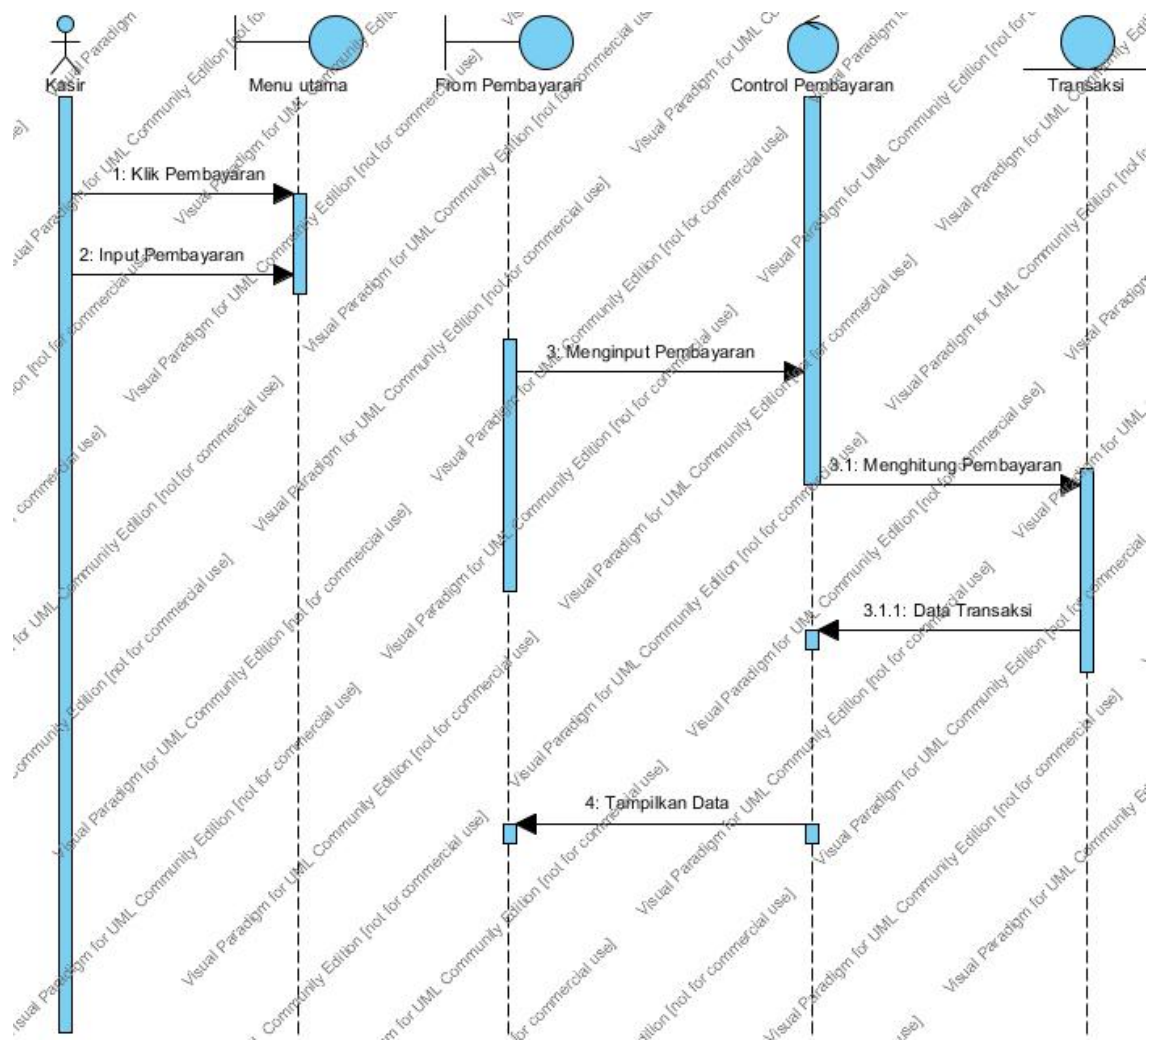 Kasir
Menu utama
From Pembayaran
Control Pembayaran
Transaksi
1: Klik Pembayaran
2: Input Pembayaran
3: Menginput Pembayaran
3.1: Menghitung Pembayaran
3.1.1: Data Transaksi
4: Tampilkan Data
Visual Paradigm for UML Community Edition [not for commercial use]